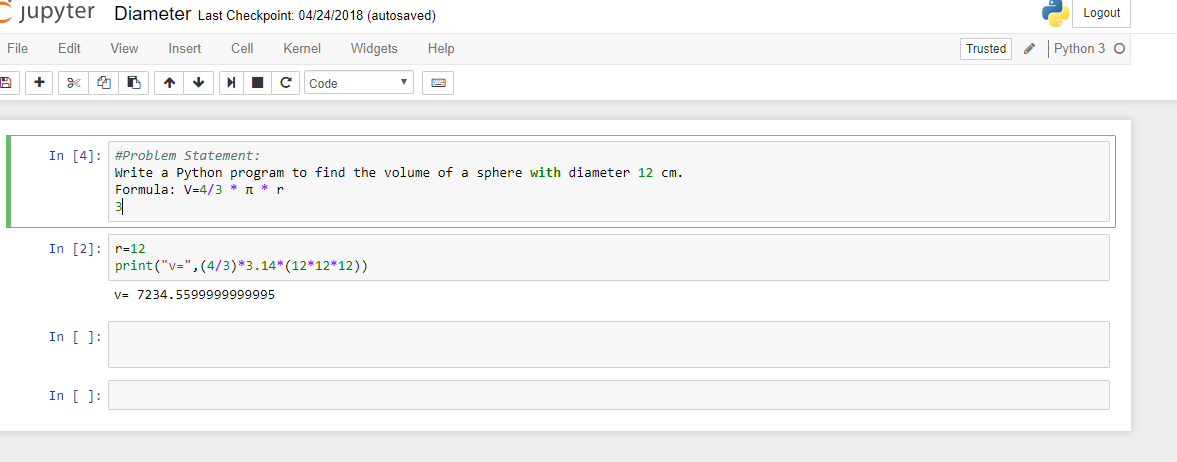 jupyter Diameter Last Checkpoint: 04/24/2018 (autosaved)
Logout
File Edit View Insert Cell Kernel Widgets Help
Trusted Python 3
Code
In [4]: #Problem Statement:
Write a Python program to find the volume of a sphere with diameter 12 cm.
Formula: V=4/3 * π * r
3
In [2]: r=12
print("v=",(4/3)*3.14*(12*12*12))
v= 7234.5599999999995
In [ ]:
In [ ]: